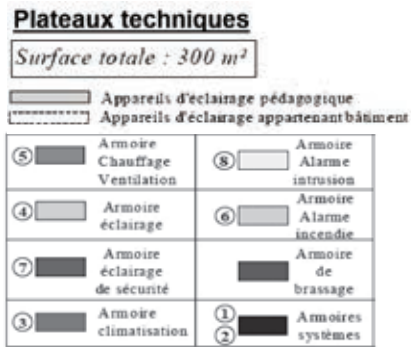 Plateaux techniques
Surface totale : 300 m²
Appareils d'éclairage pédagogique
Appareils d'éclairage appartenant bâtiment
5 Armoire Chauffage Ventilation
8 Armoire Alarme intrusion
4 Armoire éclairage
6 Armoire Alarme incendie
7 Armoire éclairage de sécurité
Armoire de brassage
3 Armoire climatisation
1 2 Armoires systèmes